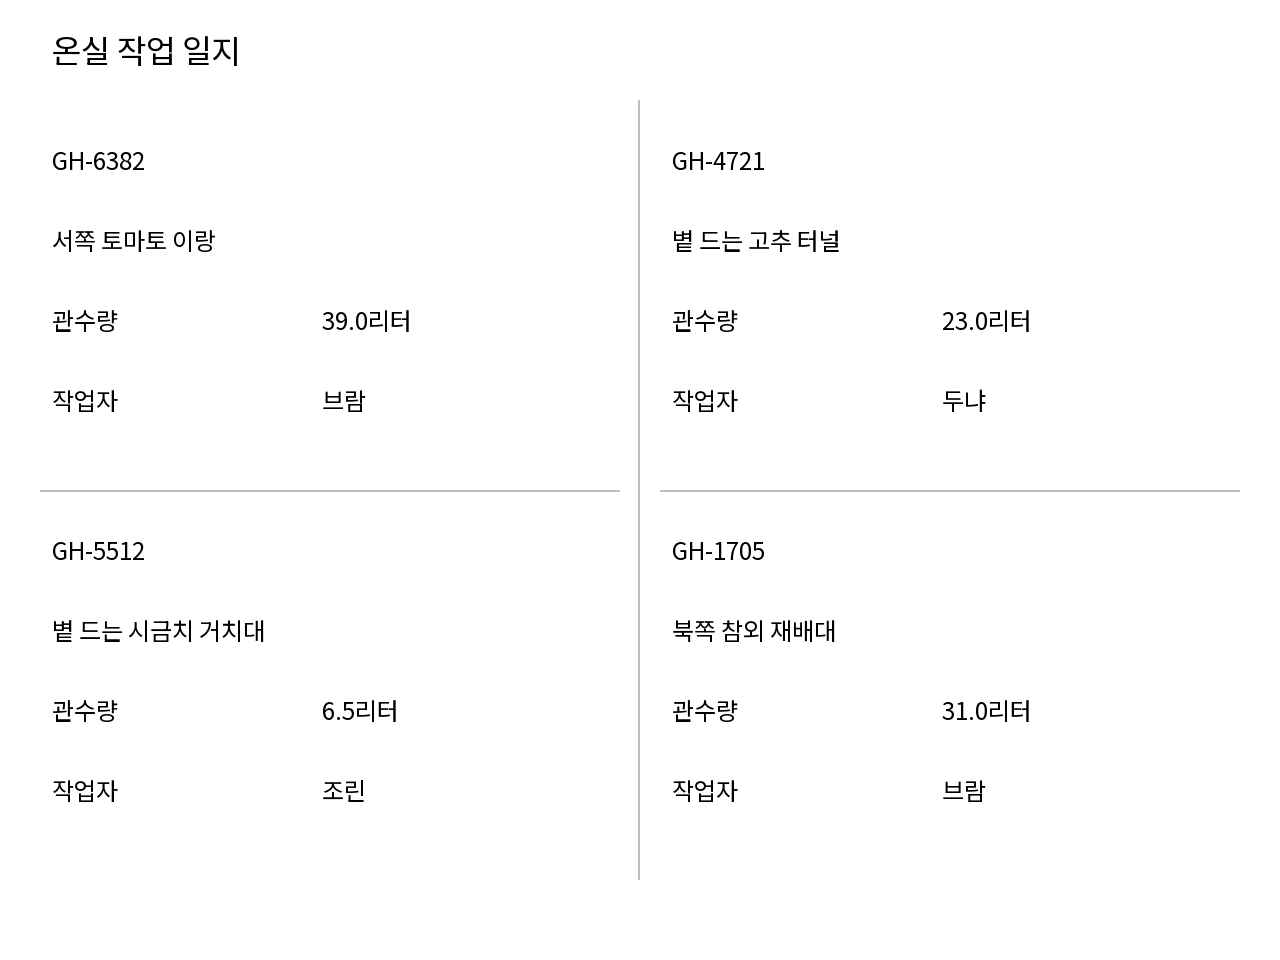 온실 작업 일지
GH-6382
서쪽 토마토 이랑
관수량 39.0리터
작업자 브람
GH-4721
볕 드는 고추 터널
관수량 23.0리터
작업자 두냐
GH-5512
볕 드는 시금치 거치대
관수량 6.5리터
작업자 조린
GH-1705
북쪽 참외 재배대
관수량 31.0리터
작업자 브람